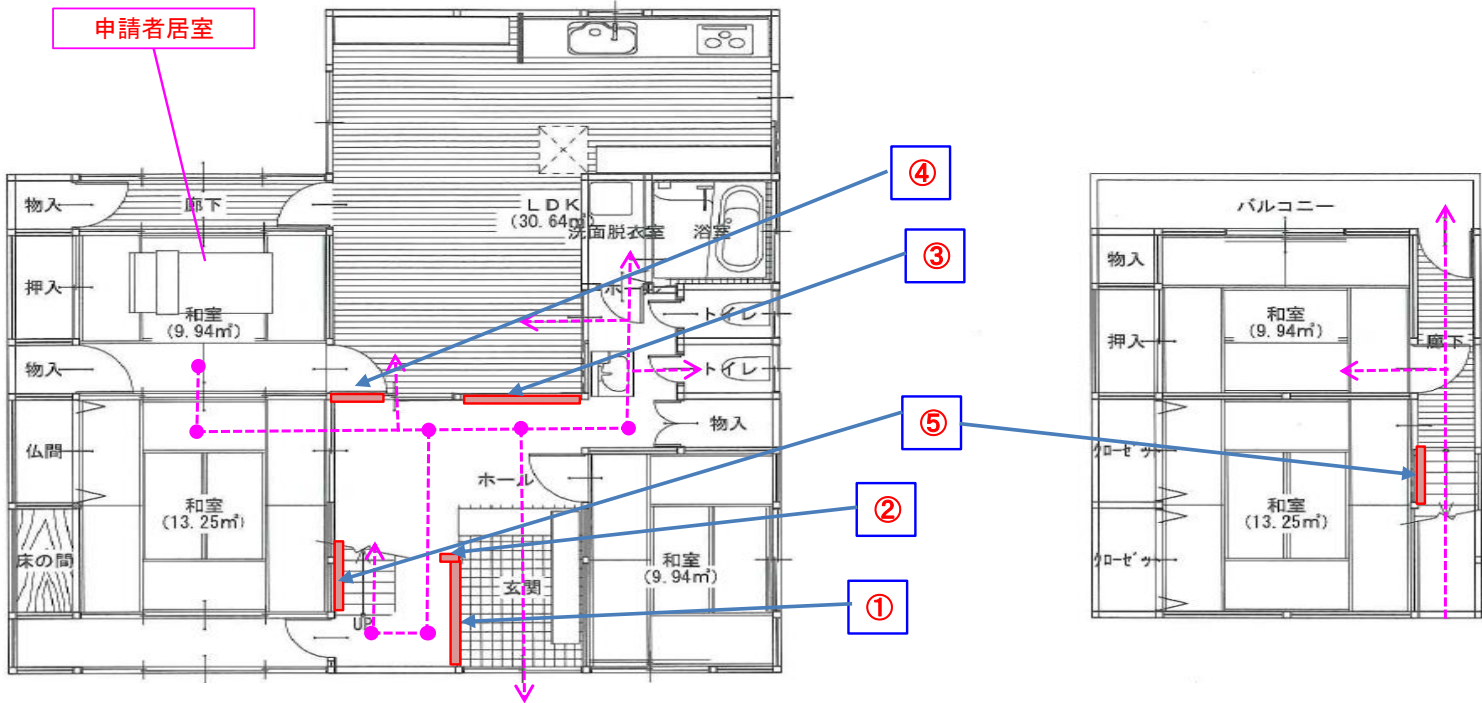 申請者居室
物入
廊下
LDK
(30.64㎡)
洗面脱衣室
浴室
押入
和室
(9.94㎡)
ホール
トイレ
物入
トイレ
仏間
物入
和室
(13.25㎡)
ホール
床の間
玄関
和室
(9.94㎡)
UP
④
③
⑤
②
①
バルコニー
物入
和室
(9.94㎡)
押入
廊下
クローゼット
和室
(13.25㎡)
クローゼット